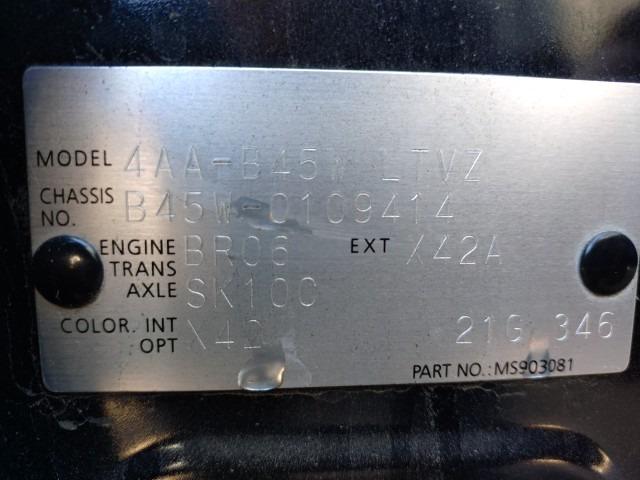 MODEL 4AA-B45W LTVZ
CHASSIS NO. B45W-0109414
ENGINE BR06 EXT X42A
TRANS AXLE SK10C
COLOR. INT X42
OPT 21G 346
PART NO.:MS903081